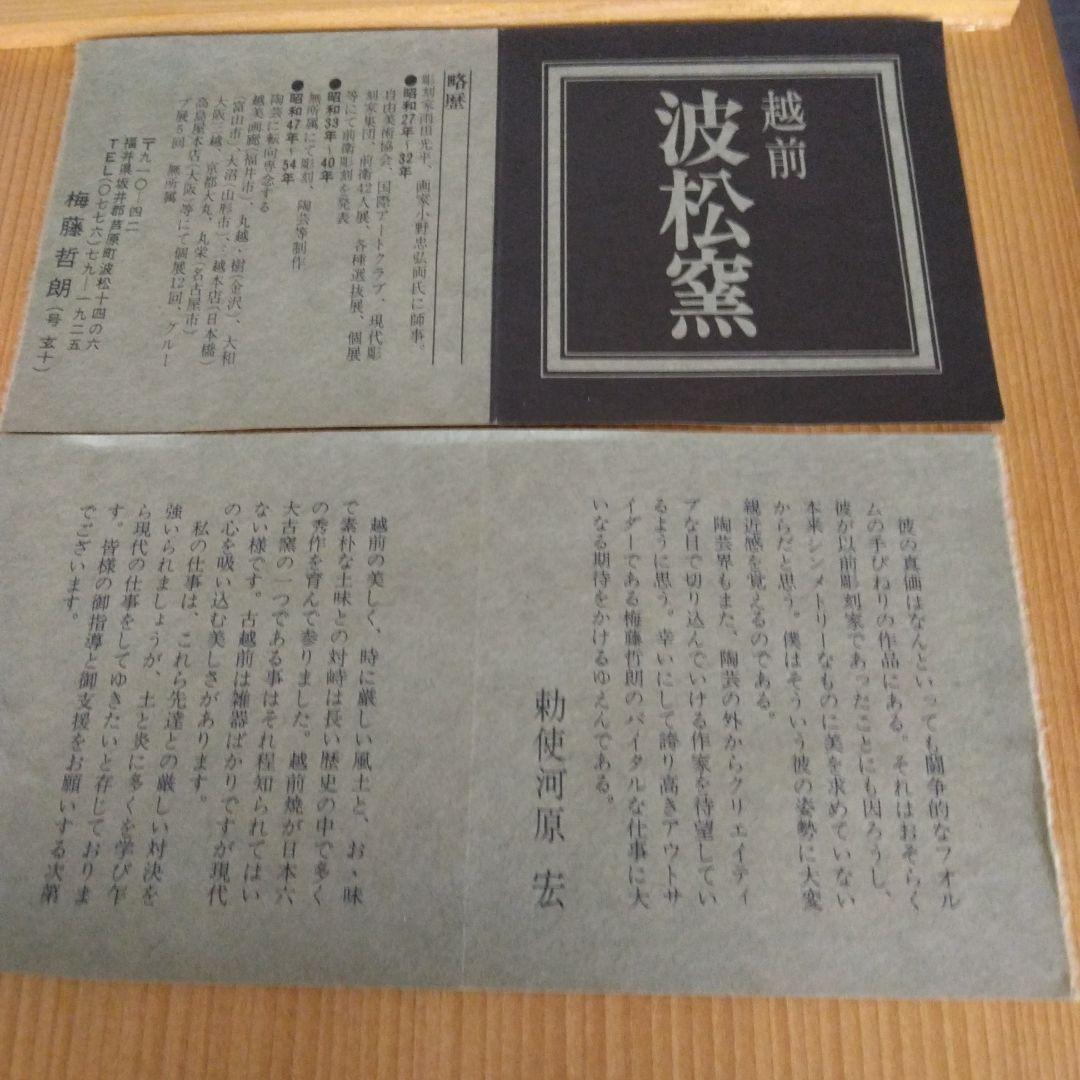 越前
波松窯
略歴
●昭和27年〜32年
彫刻家雨田光平、画家小野忠弘両氏に師事。
自由美術協会、国際アートクラブ、現代彫
刻家集団、前衛42人展、各種選抜展、個展
等にて前衛彫刻を発表
●昭和33年〜40年
無所属にて彫刻、陶芸等制作
●昭和47年〜54年
陶芸に転向専念する
越美画廊(福井市)、丸越、樹(金沢)、大和
(富山市)、大沼(山形市)、三越本店(日本橋)
大阪三越、京都大丸、丸栄(名古屋市)
高島屋本店(大阪)等にて個展12回、グルー
プ展5回 無所属
〒九一〇―四二
福井県坂井郡芦原町波松十四の六
TEL(〇七七六)七九―一九二五
梅藤哲朗(号 玄十)
彼の真価はなんといっても闘争的なフオル
ムの手びねりの作品にある。それはおそらく
彼が以前彫刻家であったことにも因ろうし、
本来シンメトリーなものに美を求めていない
からだと思う。僕はそういう彼の姿勢に大変
親近感を覚えるのである。
陶芸界もまた、陶芸の外からクリエイティ
ブな目で切り込んでいける作家を待望してい
るように思う。幸いにして誇り高きアウトサ
イダーである梅藤哲朗のバイタルな仕事に大
いなる期待をかけるゆえんである。
勅使河原 宏
越前の美しく、時に厳しい風土と、お、味
で素朴な土味との対峙は長い歴史の中で多く
の秀作を育んで参りました。越前焼が日本六
大古窯の一つである事はそれ程知られてはい
ない様です。古越前は雑器ばかりですが現代
の心を吸い込む美しさがあります。
私の仕事は、これら先達との厳しい対決を
強いられましょうが、土と炎に多くを学び乍
ら現代の仕事をしてゆきたいと存じておりま
す。皆様の御指導と御支援をお願いする次第
でございます。